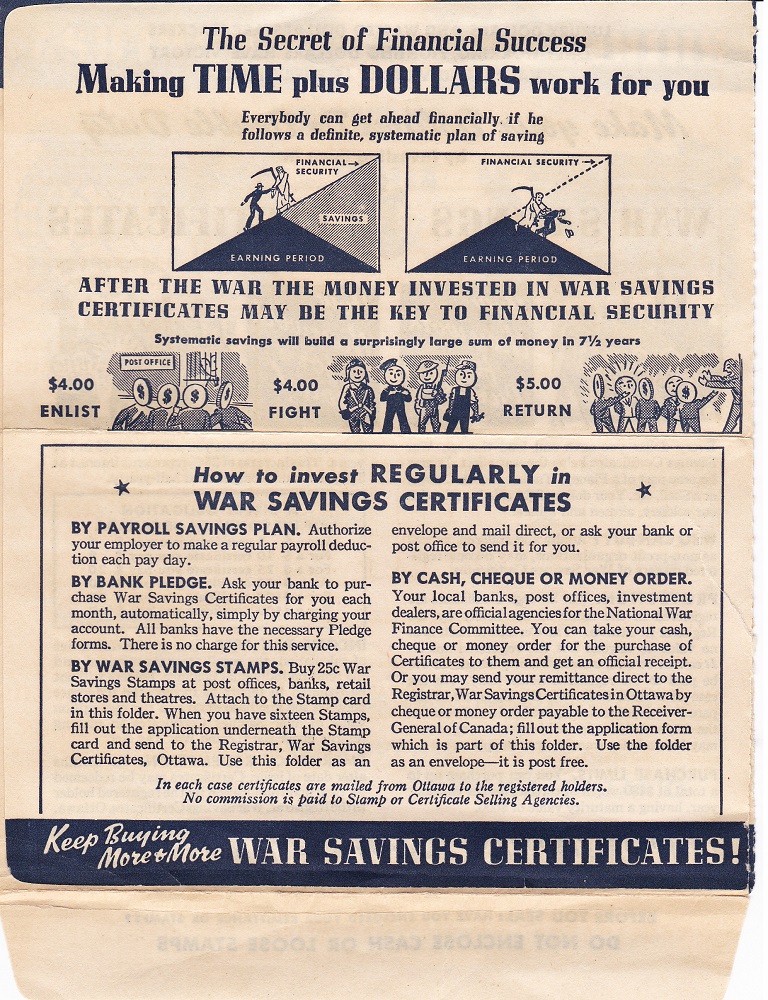 The Secret of Financial Success
Making TIME plus DOLLARS work for you
Everybody can get ahead financially, if he
follows a definite, systematic plan of saving
FINANCIAL
SECURITY
SAVINGS
EARNING PERIOD
FINANCIAL SECURITY
EARNING PERIOD
AFTER THE WAR THE MONEY INVESTED IN WAR SAVINGS
CERTIFICATES MAY BE THE KEY TO FINANCIAL SECURITY
Systematic savings will build a surprisingly large sum of money in 7½ years
$4.00
ENLIST
POST OFFICE
$ $ $
$4.00
FIGHT
$5.00
RETURN
$ $
How to invest REGULARLY in
WAR SAVINGS CERTIFICATES
BY PAYROLL SAVINGS PLAN. Authorize
your employer to make a regular payroll deduc-
tion each pay day.
BY BANK PLEDGE. Ask your bank to pur-
chase War Savings Certificates for you each
month, automatically, simply by charging your
account. All banks have the necessary Pledge
forms. There is no charge for this service.
BY WAR SAVINGS STAMPS. Buy 25c War
Savings Stamps at post offices, banks, retail
stores and theatres. Attach to the Stamp card
in this folder. When you have sixteen Stamps,
fill out the application underneath the Stamp
card and send to the Registrar, War Savings
Certificates, Ottawa. Use this folder as an
envelope and mail direct, or ask your bank or
post office to send it for you.
BY CASH, CHEQUE OR MONEY ORDER.
Your local banks, post offices, investment
dealers, are official agencies for the National War
Finance Committee. You can take your cash,
cheque or money order for the purchase of
Certificates to them and get an official receipt.
Or you may send your remittance direct to the
Registrar, War Savings Certificates in Ottawa by
cheque or money order payable to the Receiver-
General of Canada; fill out the application form
which is part of this folder. Use the folder
as an envelope—it is post free.
In each case certificates are mailed from Ottawa to the registered holders.
No commission is paid to Stamp or Certificate Selling Agencies.
Keep Buying
More & More
WAR SAVINGS CERTIFICATES!
DO NOT ENCLOSE CASH OR LOOSE STAMPS